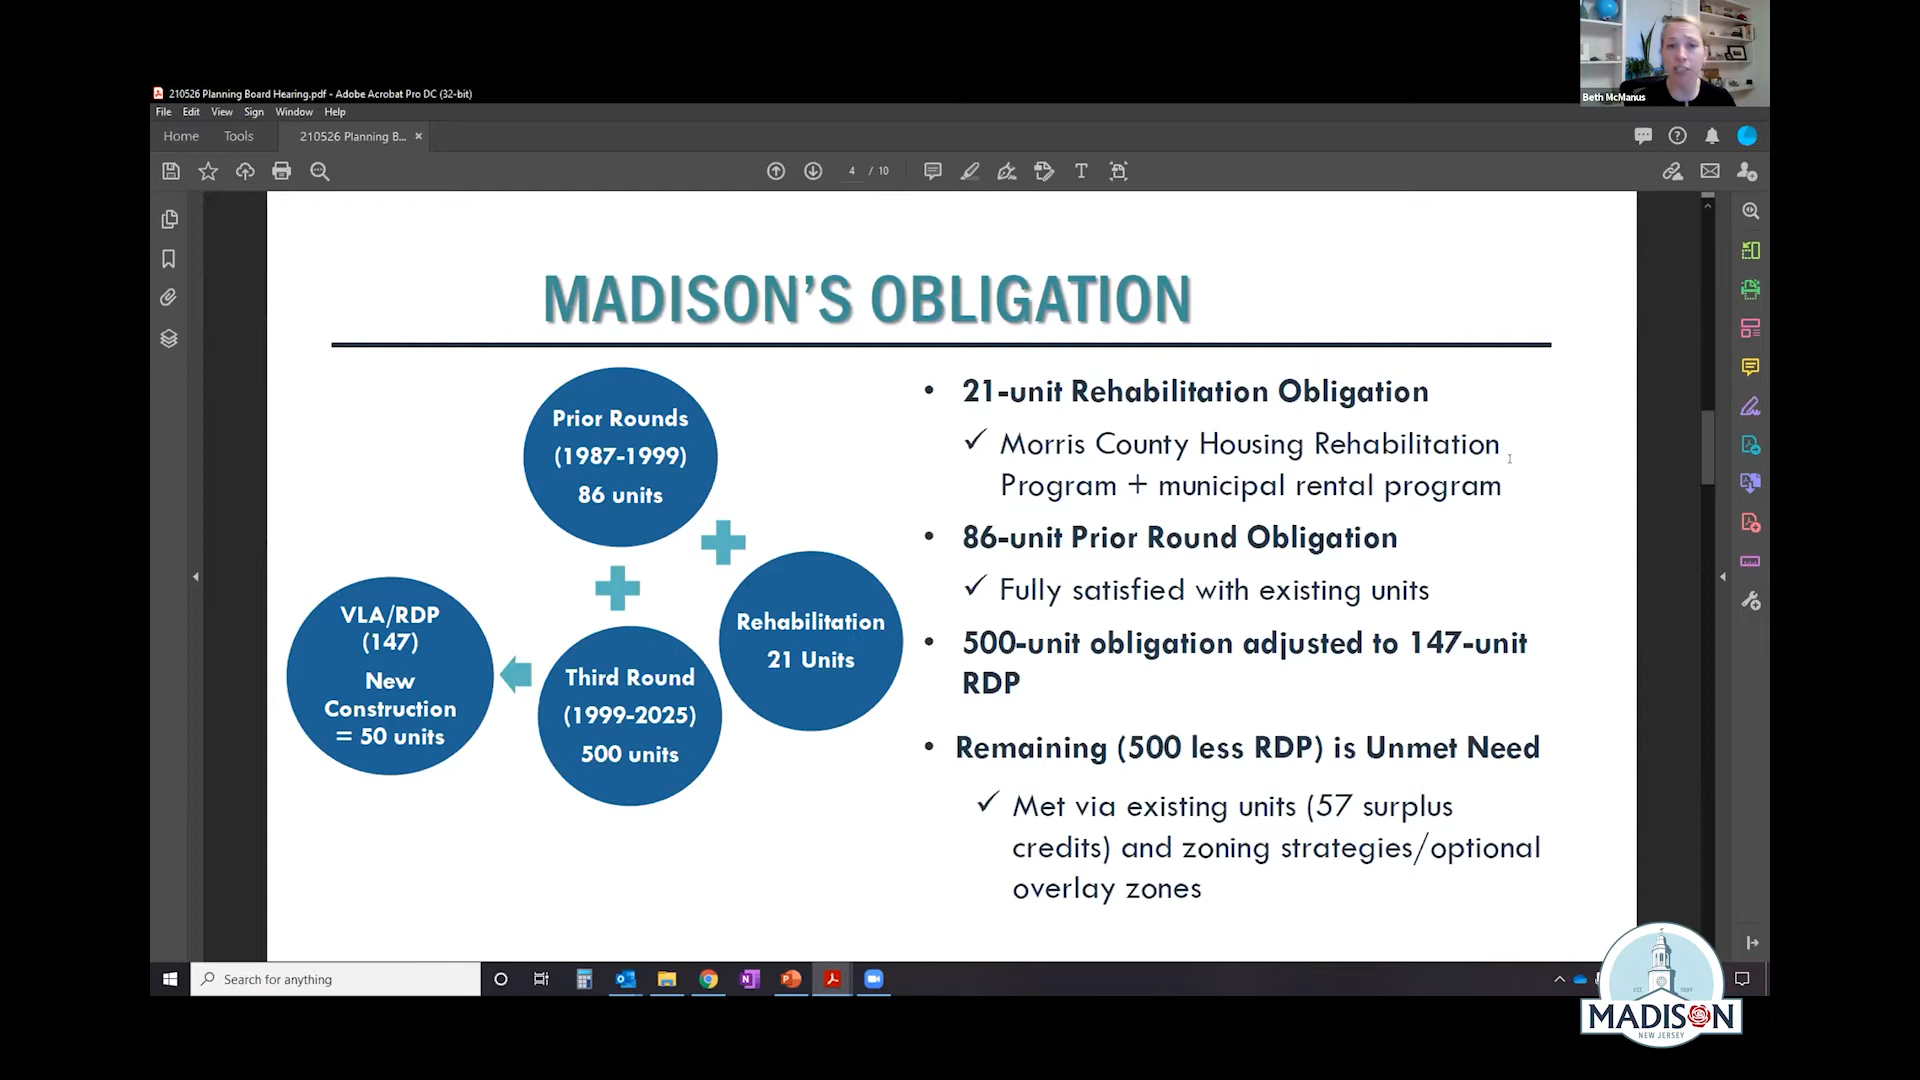 Beth McManus
210526 Planning Board Hearing.pdf - Adobe Acrobat Pro DC (32-bit)
File Edit View Sign Window Help
Home Tools 210526 Planning B... ×
4 / 10
MADISON'S OBLIGATION
Prior Rounds
(1987-1999)
86 units
Rehabilitation
21 Units
VLA/RDP
(147)
New
Construction
= 50 units
Third Round
(1999-2025)
500 units
• 21-unit Rehabilitation Obligation
✓ Morris County Housing Rehabilitation
Program + municipal rental program
• 86-unit Prior Round Obligation
✓ Fully satisfied with existing units
• 500-unit obligation adjusted to 147-unit
RDP
• Remaining (500 less RDP) is Unmet Need
✓ Met via existing units (57 surplus
credits) and zoning strategies/optional
overlay zones
Search for anything
EST 1889
MADISON
NEW JERSEY